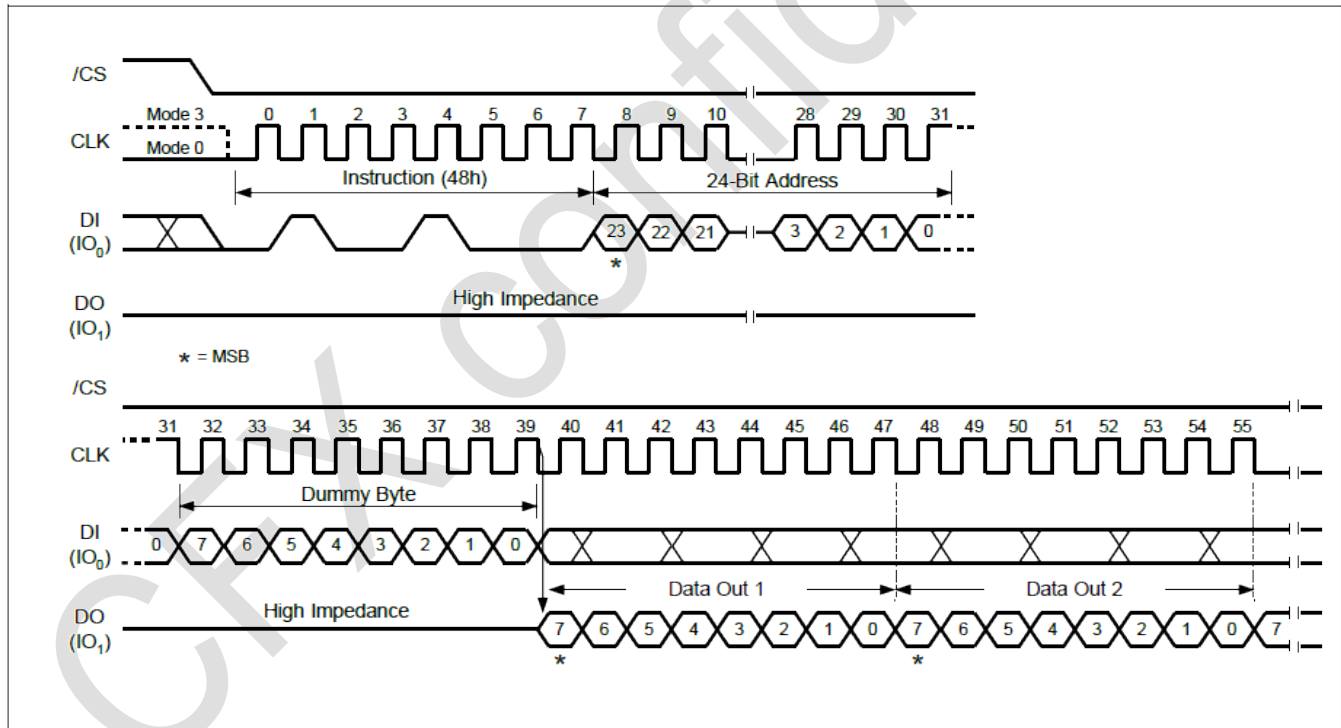 /CS
Mode 3 0 1 2 3 4 5 6 7 8 9 10 28 29 30 31
CLK
Mode 0
Instruction (48h) 24-Bit Address
DI
(IO0) 23 22 21 3 2 1 0
*
DO High Impedance
(IO1)
* = MSB
/CS
31 32 33 34 35 36 37 38 39 40 41 42 43 44 45 46 47 48 49 50 51 52 53 54 55
CLK
Dummy Byte
DI
(IO0) 0 7 6 5 4 3 2 1 0
Data Out 1 Data Out 2
DO High Impedance
(IO1) 7 6 5 4 3 2 1 0 7 6 5 4 3 2 1 0 7
* *
CFX confid